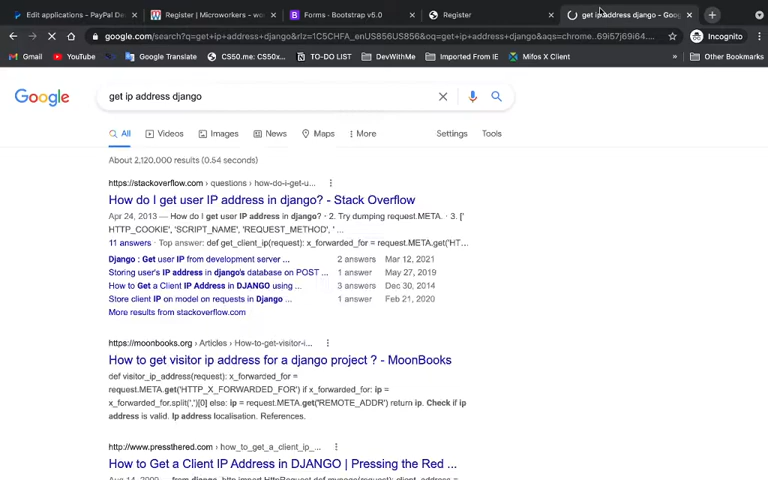 Edit applications - PayPal De
Register | Microworkers - wo
Forms · Bootstrap v5.0
Register
get ip address django - Goog
google.com/search?q=get+ip+address+django&rlz=1C5CHFA_enUS856US856&oq=get+ip+address+django&aqs=chrome..69i57j69i64....
Incognito
Gmail
YouTube
Google Translate
CS50.me: CS50x...
TO-DO LIST
DevWithMe
Imported From IE
Mifos X Client
»
Other Bookmarks
Google
get ip address django
All
Videos
Images
News
Maps
More
Settings
Tools
About 2,120,000 results (0.54 seconds)
https://stackoverflow.com › questions › how-do-i-get-u...
How do I get user IP address in django? - Stack Overflow
Apr 24, 2013 — How do I get user IP address in django? · 2. Try dumping request.META. · 3. ['
HTTP_COOKIE', 'SCRIPT_NAME', 'REQUEST_METHOD', ' ...
11 answers · Top answer: def get_client_ip(request): x_forwarded_for = request.META.get('HT...
Django : Get user IP from development server ... 2 answers Mar 12, 2021
Storing user's IP address in django's database on POST ... 1 answer May 27, 2019
How to Get a Client IP Address in DJANGO using ... 3 answers Dec 30, 2014
Store client IP on model on requests in Django ... 1 answer Feb 21, 2020
More results from stackoverflow.com
https://moonbooks.org › Articles › How-to-get-visitor-i...
How to get visitor ip address for a django project ? - MoonBooks
def visitor_ip_address(request): x_forwarded_for =
request.META.get('HTTP_X_FORWARDED_FOR') if x_forwarded_for: ip =
x_forwarded_for.split(',')[0] else: ip = request.META.get('REMOTE_ADDR') return ip. Check if ip
address is valid. Ip address localisation. References.
http://www.pressthered.com › how_to_get_a_client_ip_...
How to Get a Client IP Address in DJANGO | Pressing the Red ...